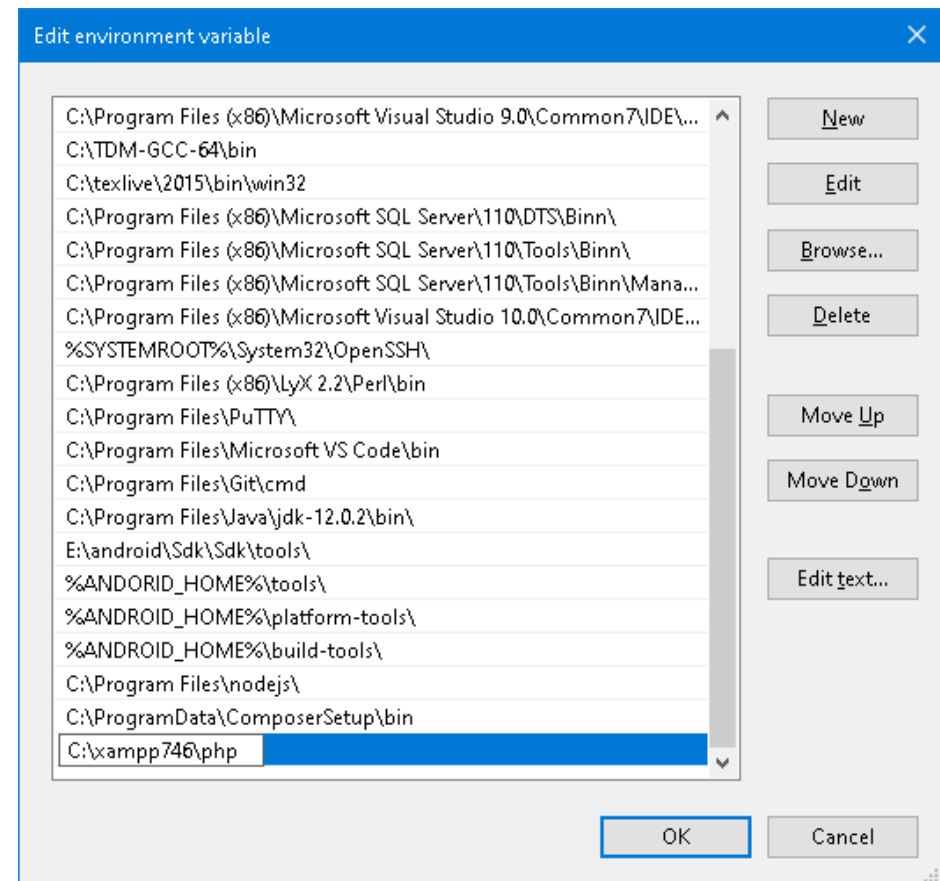 Edit environment variable
C:\Program Files (x86)\Microsoft Visual Studio 9.0\Common7\IDE\...
C:\TDM-GCC-64\bin
C:\texlive\2015\bin\win32
C:\Program Files (x86)\Microsoft SQL Server\110\DTS\Binn\
C:\Program Files (x86)\Microsoft SQL Server\110\Tools\Binn\
C:\Program Files (x86)\Microsoft SQL Server\110\Tools\Binn\Mana...
C:\Program Files (x86)\Microsoft Visual Studio 10.0\Common7\IDE...
%SYSTEMROOT%\System32\OpenSSH\
C:\Program Files (x86)\LyX 2.2\Perl\bin
C:\Program Files\PuTTY\
C:\Program Files\Microsoft VS Code\bin
C:\Program Files\Git\cmd
C:\Program Files\Java\jdk-12.0.2\bin\
E:\android\Sdk\Sdk\tools\
%ANDORID_HOME%\tools\
%ANDROID_HOME%\platform-tools\
%ANDROID_HOME%\build-tools\
C:\Program Files\nodejs\
C:\ProgramData\ComposerSetup\bin
C:\xampp746\php
New
Edit
Browse...
Delete
Move Up
Move Down
Edit text...
OK
Cancel